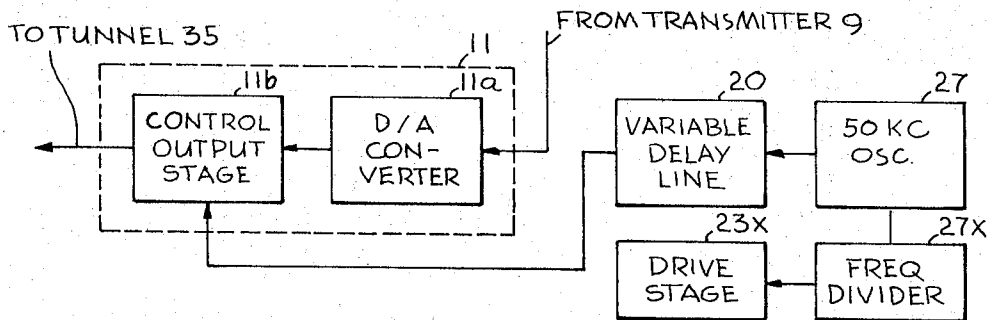 TO TUNNEL 35
FROM TRANSMITTER 9
11
11b
11a
20
27
CONTROL
OUTPUT
STAGE
D/A
CON-
VERTER
VARIABLE
DELAY
LINE
50 KC
OSC.
23X
27X
DRIVE
STAGE
FREQ
DIVIDER